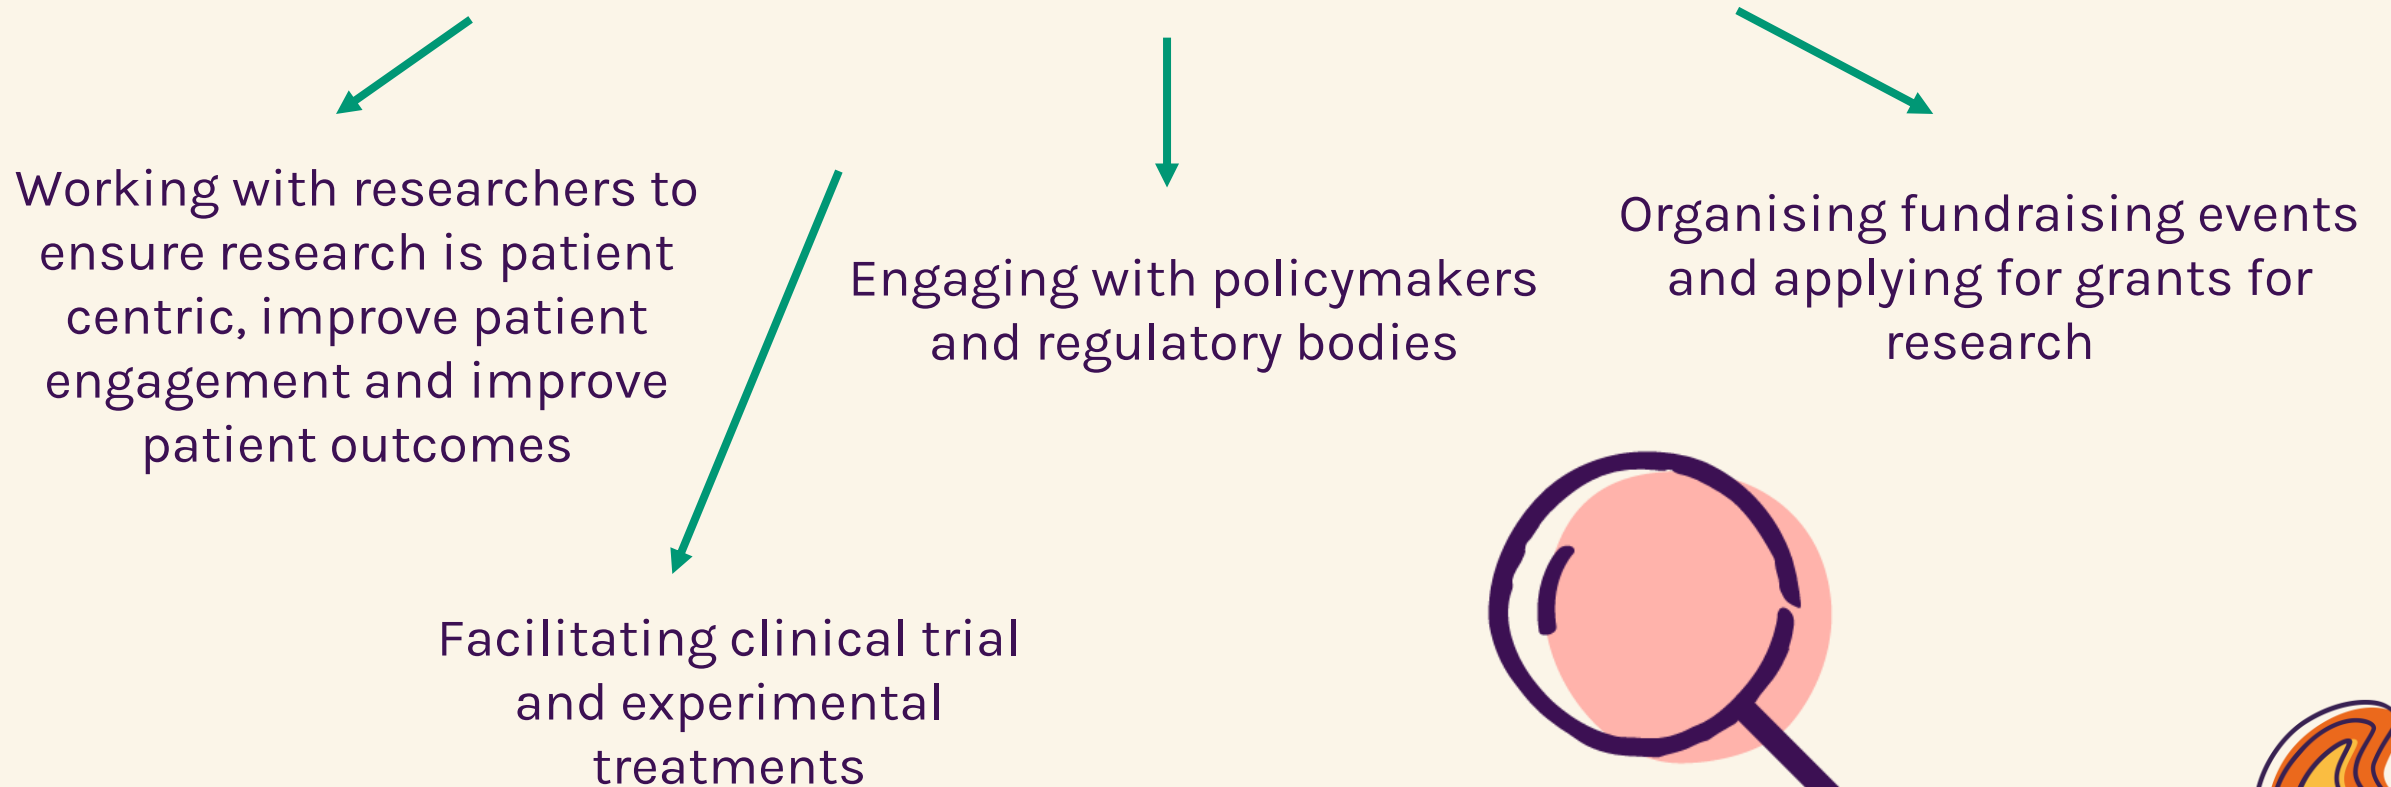 Working with researchers to
ensure research is patient
centric, improve patient
engagement and improve
patient outcomes
Engaging with policymakers
and regulatory bodies
Organising fundraising events
and applying for grants for
research
Facilitating clinical trial
and experimental
treatments